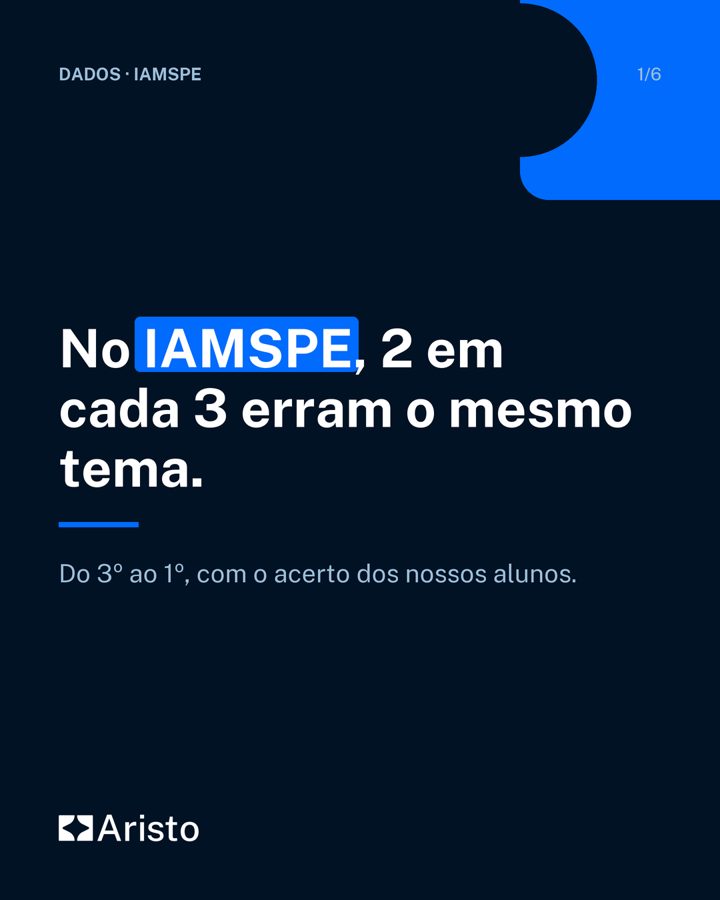 DADOS · IAMSPE
1/6
No IAMSPE, 2 em
cada 3 erram o mesmo
tema.
Do 3º ao 1º, com o acerto dos nossos alunos.
Aristo